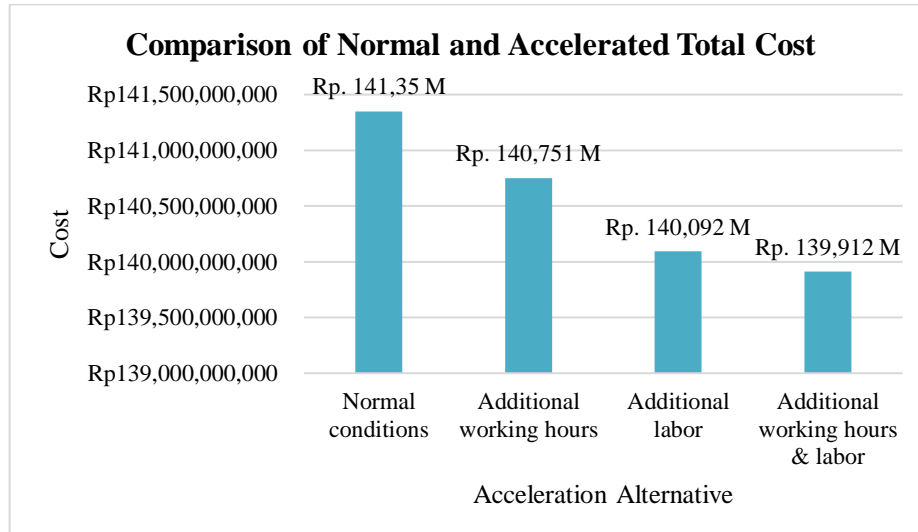 Comparison of Normal and Accelerated Total Cost
Rp141,500,000,000
Rp141,000,000,000
Rp140,500,000,000
Rp140,000,000,000
Rp139,500,000,000
Rp139,000,000,000
Cost
Rp. 141,35 M
Rp. 140,751 M
Rp. 140,092 M
Rp. 139,912 M
Normal
conditions
Additional
working hours
Additional
labor
Additional
working hours
& labor
Acceleration Alternative